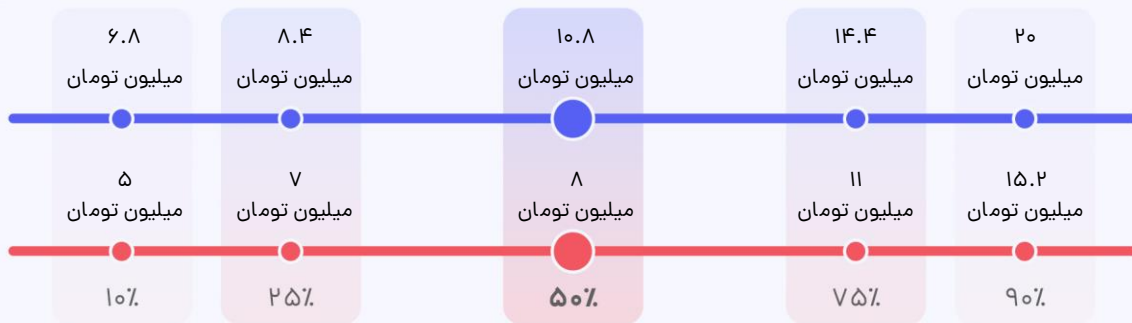 ۶.۸
میلیون تومان
۸.۴
میلیون تومان
۱۰.۸
میلیون تومان
۱۴.۴
میلیون تومان
۲۰
میلیون تومان
۵
میلیون تومان
۷
میلیون تومان
۸
میلیون تومان
۱۱
میلیون تومان
۱۵.۲
میلیون تومان
۱۰٪
۲۵٪
۵۰٪
۷۵٪
۹۰٪